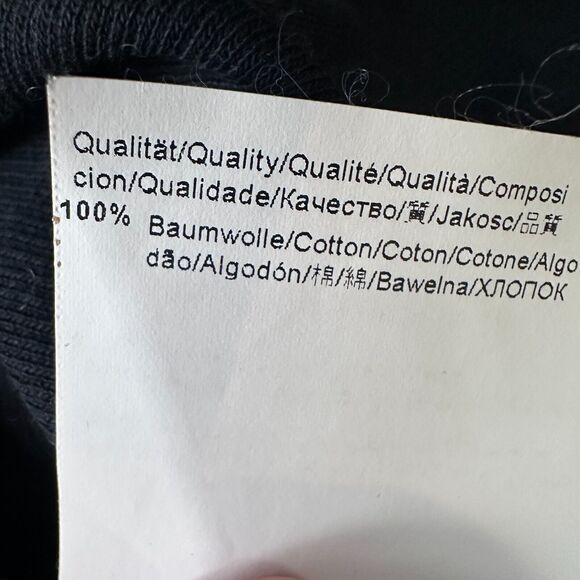 Qualität/Quality/Qualité/Qualità/Composi
cion/Qualidade/Качество/質/Jakosc/品質
100% Baumwolle/Cotton/Coton/Cotone/Algo
dão/Algodón/棉/綿/Bawelna/ХЛОПОК